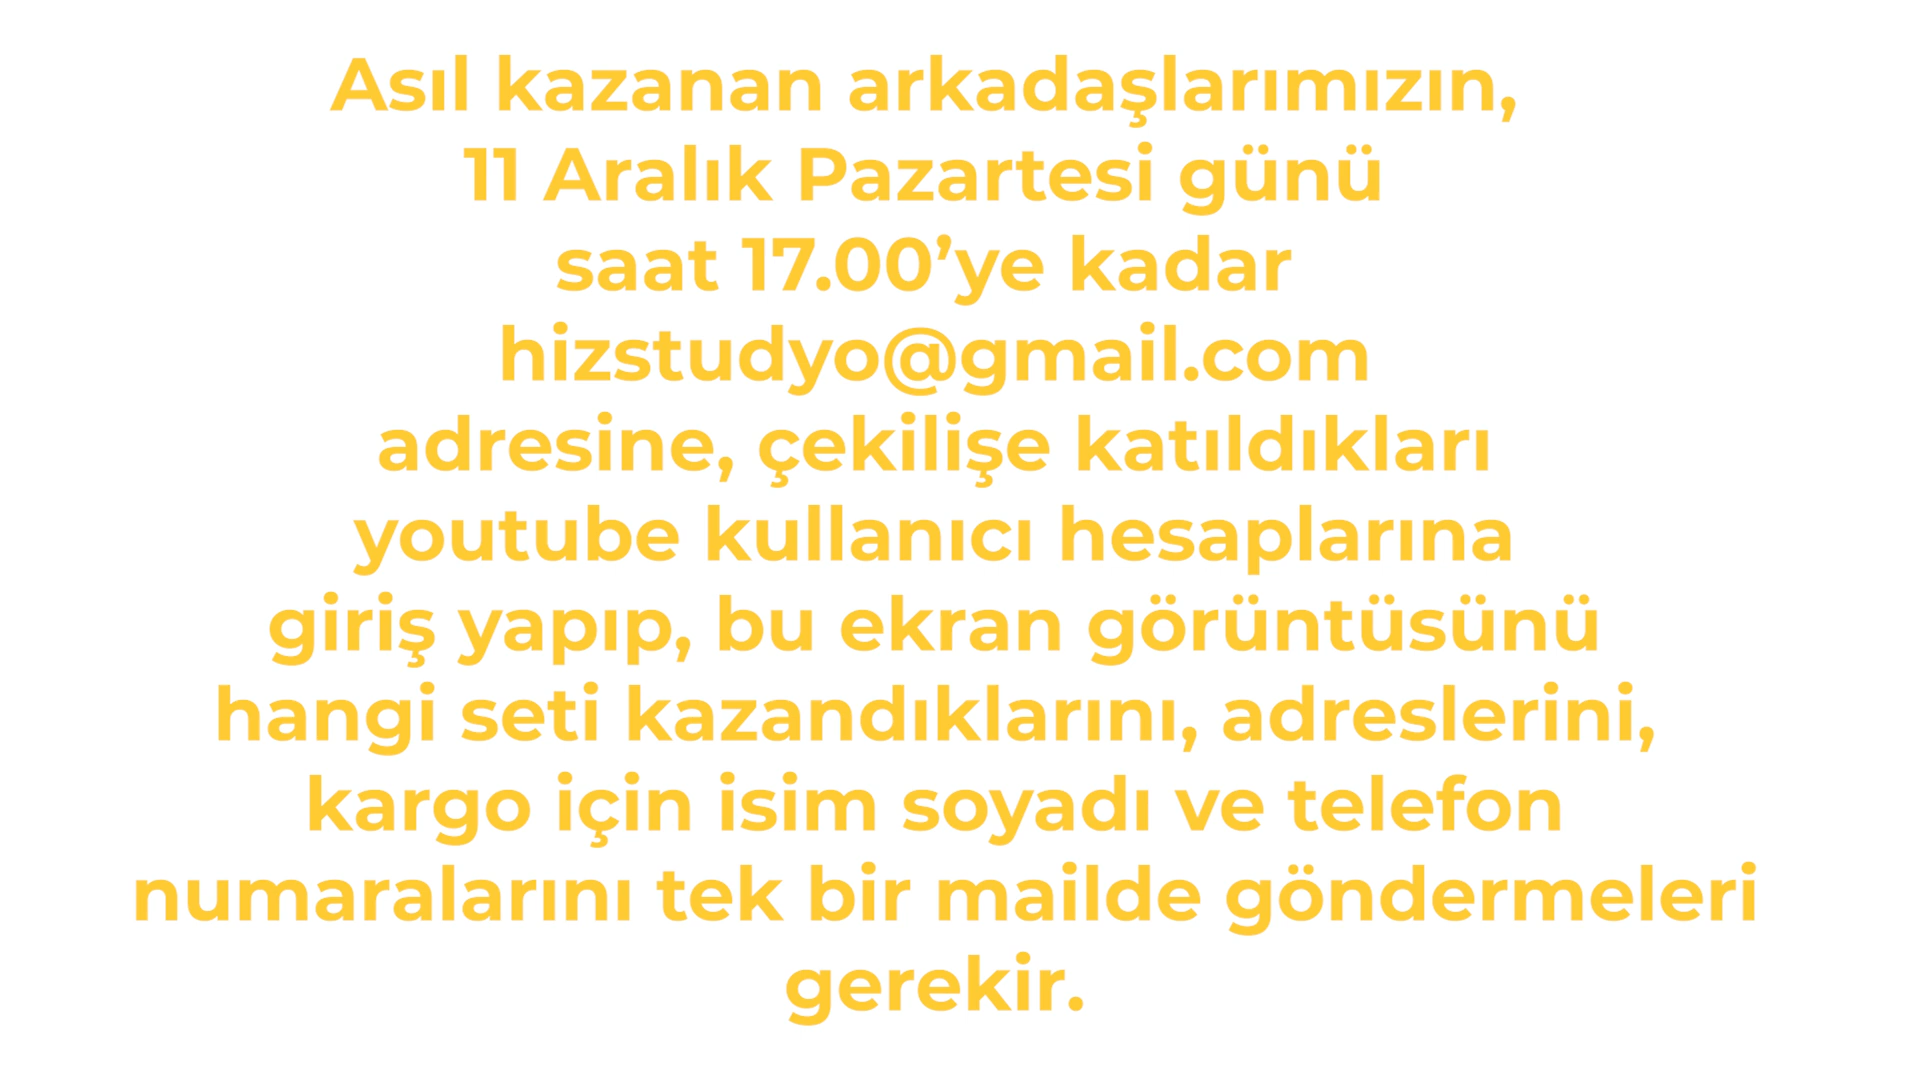 Asıl kazanan arkadaşlarımızın,
11 Aralık Pazartesi günü
saat 17.00’ye kadar
hizstudyo@gmail.com
adresine, çekilişe katıldıkları
youtube kullanıcı hesaplarına
giriş yapıp, bu ekran görüntüsünü
hangi seti kazandıklarını, adreslerini,
kargo için isim soyadı ve telefon
numaralarını tek bir mailde göndermeleri
gerekir.